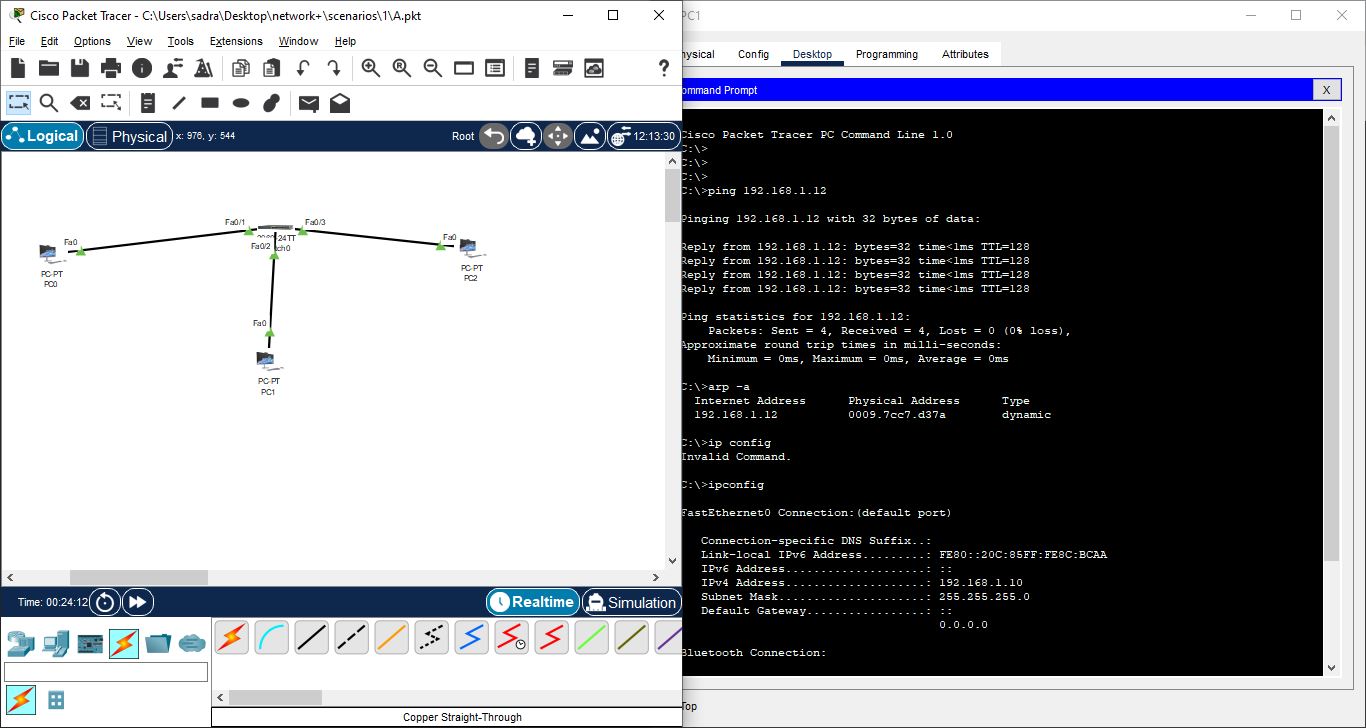 Cisco Packet Tracer - C:\Users\sadra\Desktop\network+\scenarios\1\A.pkt
File Edit Options View Tools Extensions Window Help
Logical Physical x: 976, y: 544 Root 12:13:30
Fa0/1 Fa0/3
Fa0/2
Fa0
PC-PT
PC0
Fa0
PC-PT
PC2
Fa0
PC-PT
PC1
Time: 00:24:12 Realtime Simulation
Copper Straight-Through
PC1
Config Desktop Programming Attributes
ommand Prompt X
Cisco Packet Tracer PC Command Line 1.0
C:\>
C:\>
C:\>
C:\>ping 192.168.1.12
Pinging 192.168.1.12 with 32 bytes of data:
Reply from 192.168.1.12: bytes=32 time<1ms TTL=128
Reply from 192.168.1.12: bytes=32 time<1ms TTL=128
Reply from 192.168.1.12: bytes=32 time<1ms TTL=128
Reply from 192.168.1.12: bytes=32 time<1ms TTL=128
Ping statistics for 192.168.1.12:
Packets: Sent = 4, Received = 4, Lost = 0 (0% loss),
Approximate round trip times in milli-seconds:
Minimum = 0ms, Maximum = 0ms, Average = 0ms
C:\>arp -a
Internet Address Physical Address Type
192.168.1.12 0009.7cc7.d37a dynamic
C:\>ip config
Invalid Command.
C:\>ipconfig
FastEthernet0 Connection:(default port)
Connection-specific DNS Suffix..:
Link-local IPv6 Address.........: FE80::20C:85FF:FE8C:BCAA
IPv6 Address....................: ::
IPv4 Address....................: 192.168.1.10
Subnet Mask.....................: 255.255.255.0
Default Gateway.................: ::
0.0.0.0
Bluetooth Connection:
Top